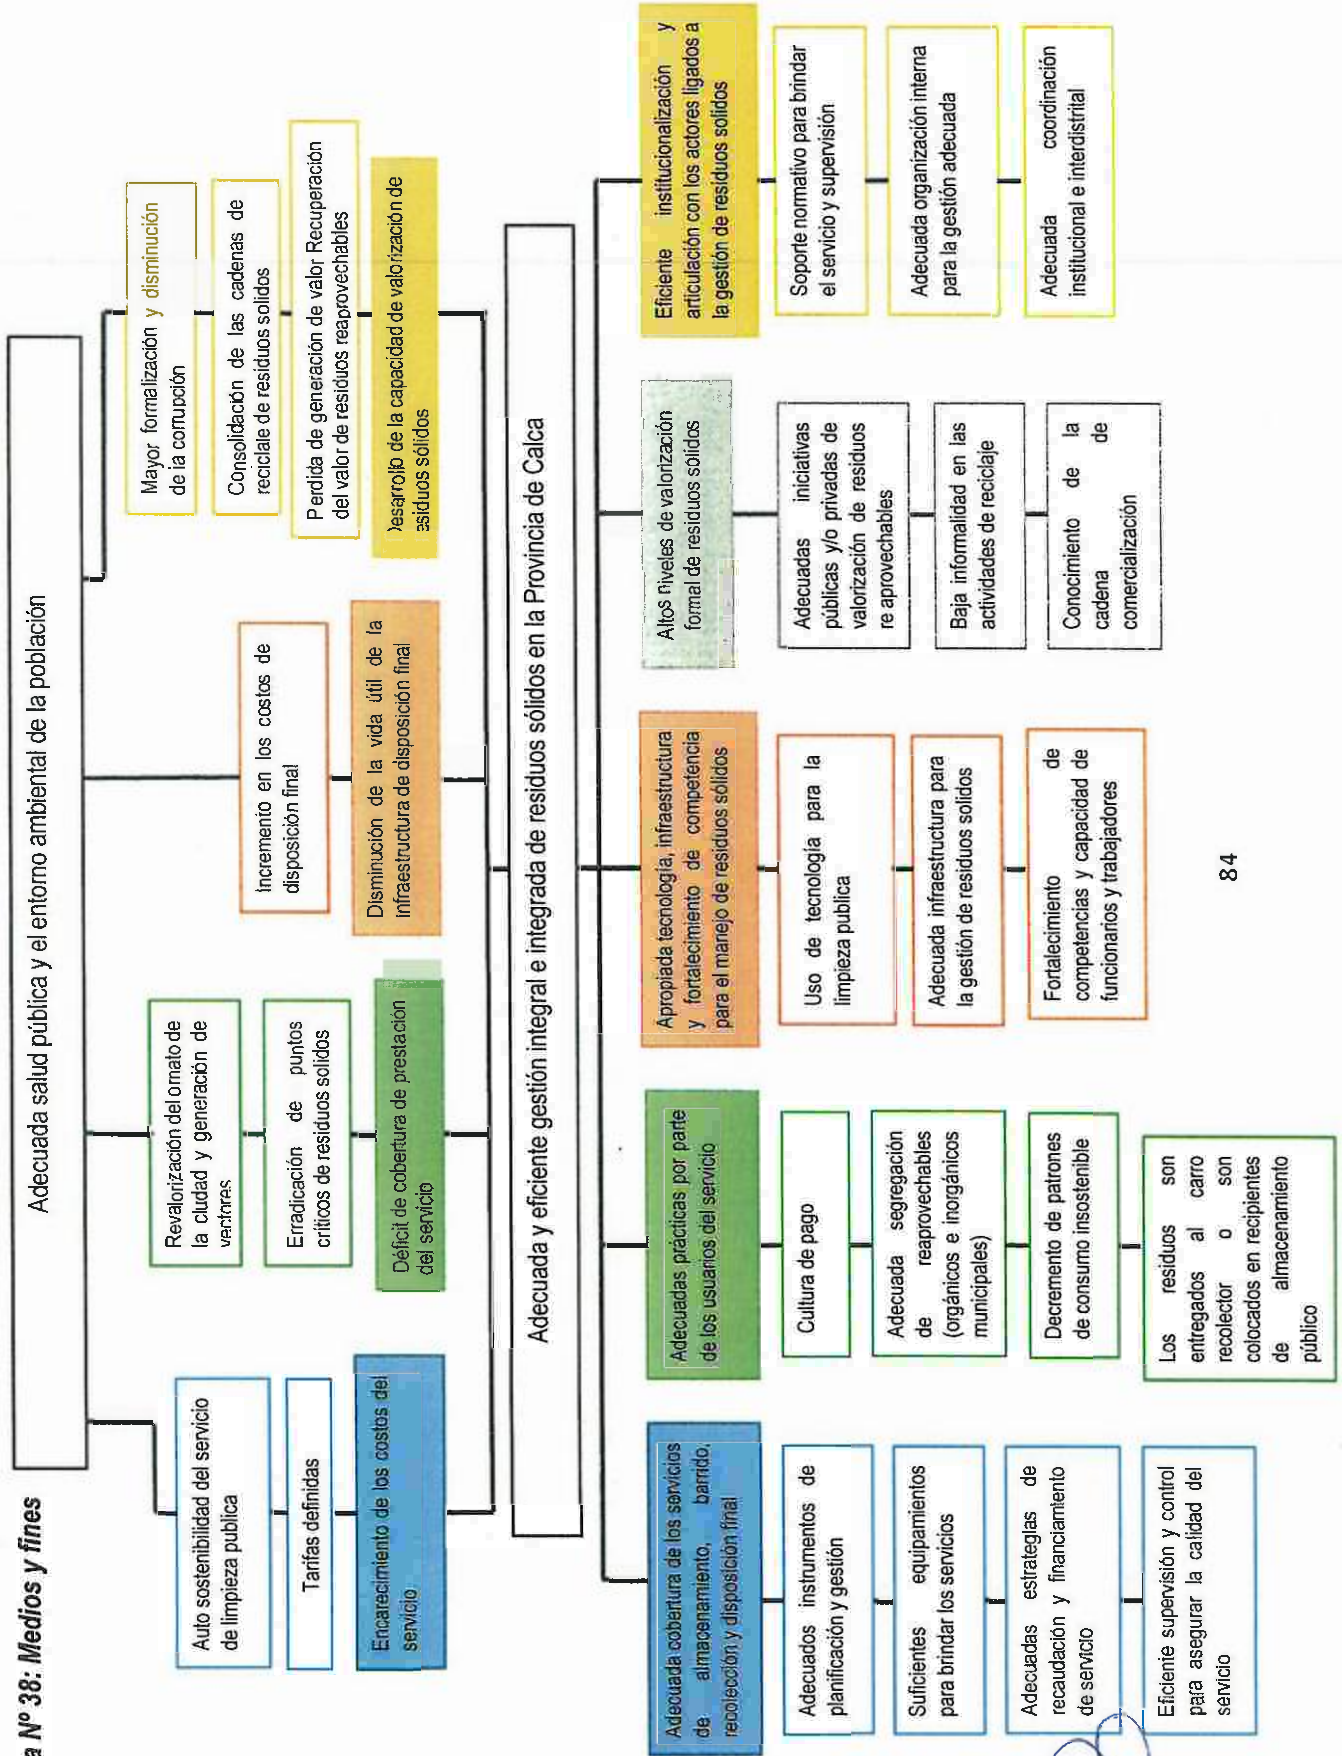 a Nº 38: Medios y fines
Adecuada salud pública y el entorno ambiental de la población
Auto sostenibilidad del servicio
de limpieza publica
Tarifas definidas
Encarecimiento de los costos del
servicio
Revalorización del ornato de
la ciudad y generación de
vectores
Erradicación de puntos
criticos de residuos solidos
Déficit de cobertura de prestación
del servicio
Incremento en los costos de
disposición final
Disminución de la vida útil de la
infraestructura de disposición final
Mayor formalización y disminución
de la corrupción
Consolidación de las cadenas de
reciclale de residuos solidos
Perdida de generación de valor Recuperación
del valor de residuos reaprovechables
esarrollo de la capacidad de valorización de
esiduos sólidos
Adecuada y eficiente gestión integral e integrada de residuos sólidos en la Provincia de Calca
Adecuada cobertura de los servicios
de almacenamiento, barrido,
recolección y disposición final
Adecuados instrumentos de
planificación y gestión
Suficientes equipamientos
para brindar los servicios
Adecuadas estrategias de
recaudación y financiamiento
de servicio
Eficiente supervisión y control
para asegurar la calidad del
servicio
Adecuadas prácticas por parte
de los usuarios del servicio
Cultura de pago
Adecuada segregación
de reaprovechables
(orgánicos e inorgánicos
municipales)
Decremento de patrones
de consumo insostenible
Los residuos son
entregados al carro
recolector o son
colocados en recipientes
de almacenamiento
público
Apropiada tecnología, infraestructura
y fortalecimiento de competencia
para el manejo de residuos sólidos
Uso de tecnología para la
limpieza publica
Adecuada infraestructura para
la gestión de residuos solidos
Fortalecimiento de
competencias y capacidad de
funcionarios y trabajadores
Altos niveles de valorización
formal de residuos sólidos
Adecuadas iniciativas
públicas y/o privadas de
valorización de residuos
re aprovechables
Baja informalidad en las
actividades de reciclaje
Conocimiento de la
cadena de
comercialización
Eficiente institucionalización y
articulación con los actores ligados a
la gestión de residuos solidos
Soporte normativo para brindar
el servicio y supervisión
Adecuada organización interna
para la gestión adecuada
Adecuada coordinación
institucional e interdistrital
84